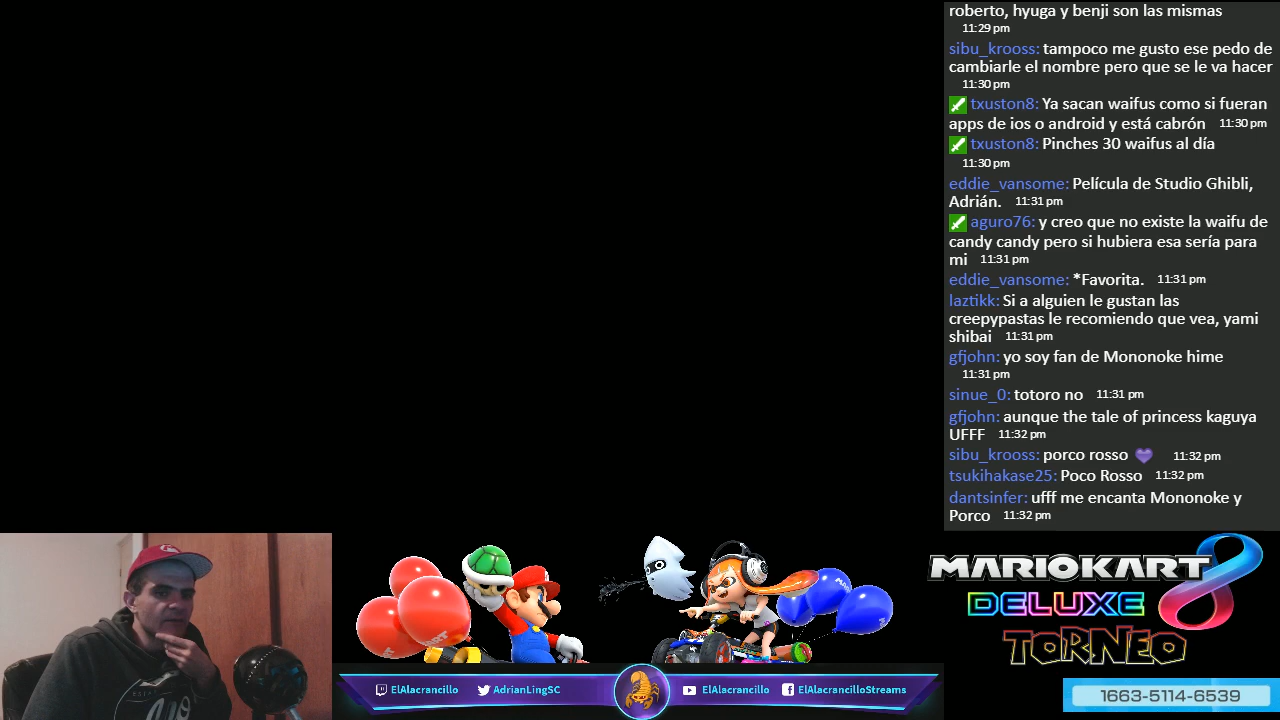 roberto, hyuga y benji son las mismas
11:29 pm
sibu_krooss: tampoco me gusto ese pedo de
cambiarle el nombre pero que se le va hacer
11:30 pm
txuston8: Ya sacan waifus como si fueran
apps de ios o android y está cabrón 11:30 pm
txuston8: Pinches 30 waifus al día
11:30 pm
eddie_vansome: Película de Studio Ghibli,
Adrián. 11:31 pm
aguro76: y creo que no existe la waifu de
candy candy pero si hubiera esa sería para
mi 11:31 pm
eddie_vansome: *Favorita. 11:31 pm
laztikk: Si a alguien le gustan las
creepypastas le recomiendo que vea, yami
shibai 11:31 pm
gfjohn: yo soy fan de Mononoke hime
11:31 pm
sinue_0: totoro no 11:31 pm
gfjohn: aunque the tale of princess kaguya
UFFF 11:32 pm
sibu_krooss: porco rosso 💜 11:32 pm
tsukihakase25: Poco Rosso 11:32 pm
dantsinfer: ufff me encanta Mononoke y
Porco 11:32 pm
MARIOKART 8
DELUXE
TORNEO
ElAlacrancillo AdrianLingSC ElAlacrancillo ElAlacrancilloStreams
1663-5114-6539